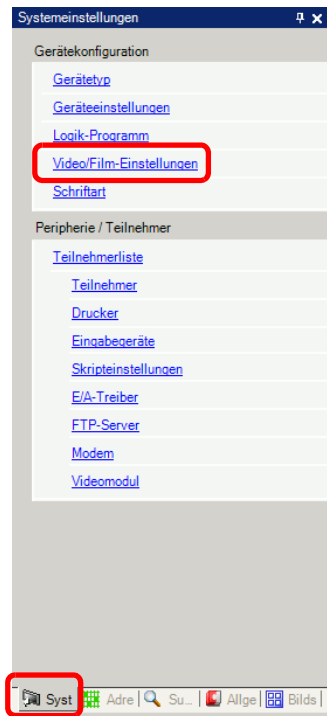 Systemeinstellungen
Gerätekonfiguration
Gerätetyp
Geräteeinstellungen
Logik-Programm
Video/Film-Einstellungen
Schriftart
Peripherie / Teilnehmer
Teilnehmerliste
Teilnehmer
Drucker
Eingabegeräte
Skripteinstellungen
E/A-Treiber
FTP-Server
Modem
Videomodul
Syst Adre Su... Allge Bilds